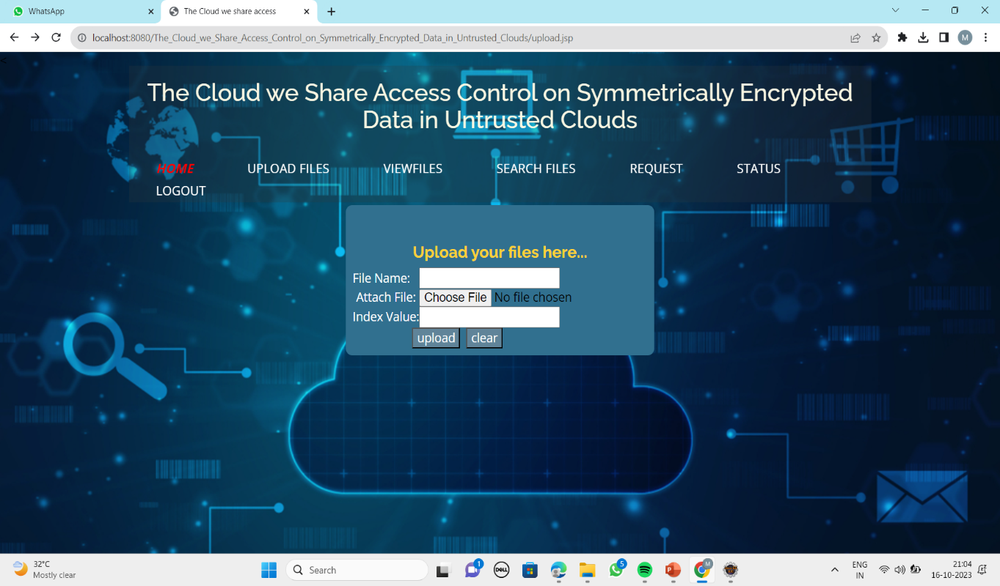 WhatsApp
The Cloud we share access
localhost:8080/The_Cloud_we_Share_Access_Control_on_Symmetrically_Encrypted_Data_in_Untrusted_Clouds/upload.jsp
M
<
The Cloud we Share Access Control on Symmetrically Encrypted
Data in Untrusted Clouds
HOME UPLOAD FILES VIEWFILES SEARCH FILES REQUEST STATUS
LOGOUT
Upload your files here...
File Name:
Attach File: Choose File No file chosen
Index Value:
upload clear
32°C
Mostly clear
Search
1
DELL
5
M
ENG
IN
21:04
16-10-2023